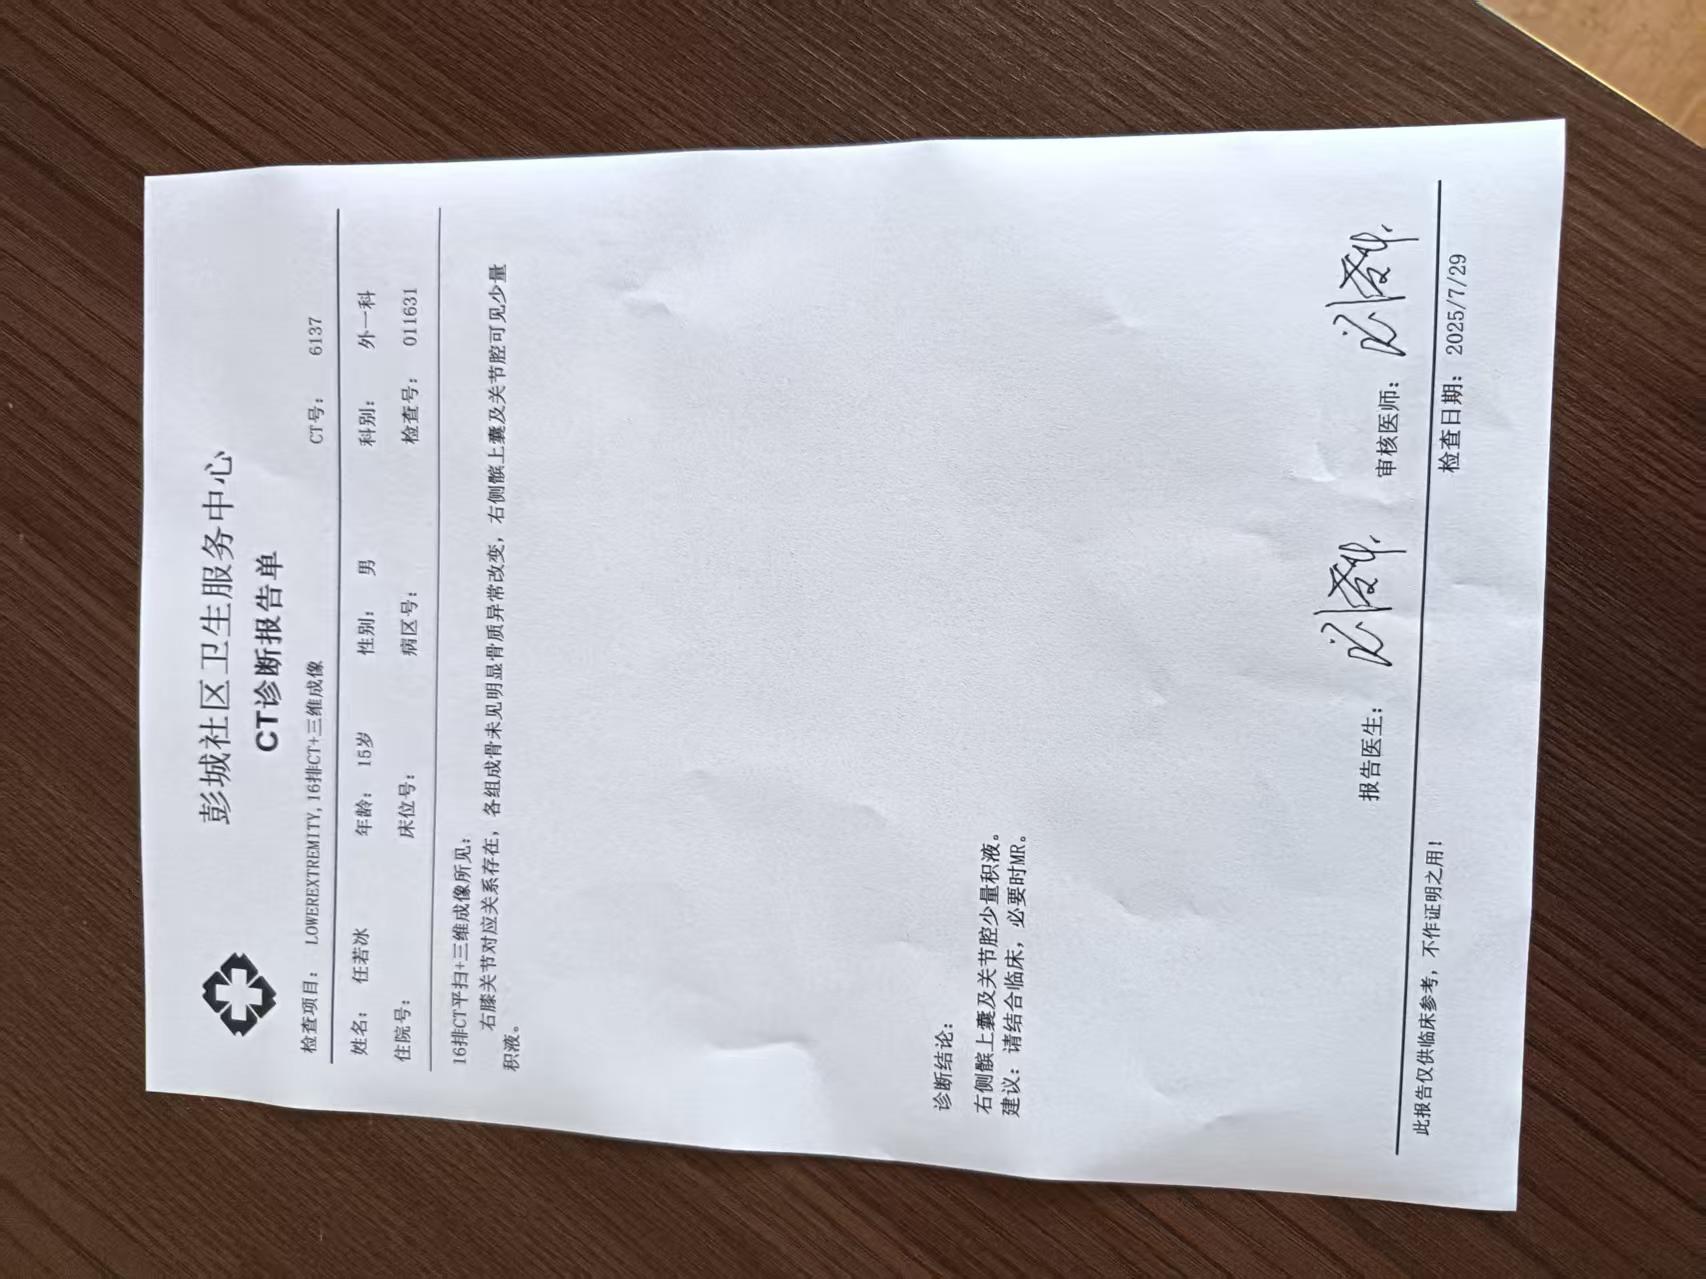 彭城社区卫生服务中心
CT诊断报告单
检查项目： LOWEREXTREMITY,16排CT+三维成像 CT号： 6137
姓名： 任若冰 年龄： 15岁 性别： 男 科别： 外一科
住院号： 床位号： 病区号： 检查号： 011631
16排CT平扫+三维成像所见：
右膝关节对应关系存在，各组成骨未见明显骨质异常改变，右侧髌上囊及关节腔可见少量
积液。
诊断结论：
右侧髌上囊及关节腔少量积液。
建议：请结合临床，必要时MR。
报告医生： 审核医师：
此报告仅供临床参考，不作证明之用！ 检查日期： 2025/7/29